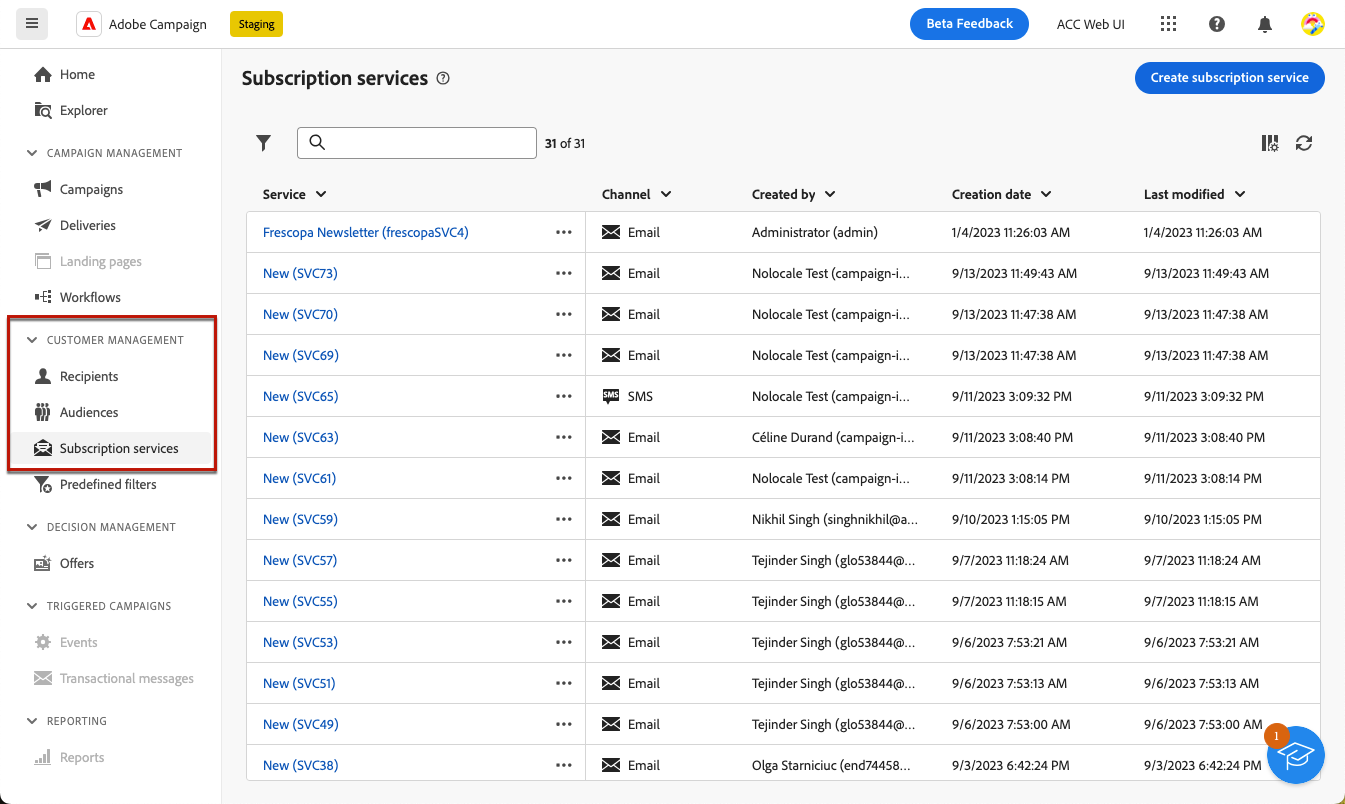 Adobe Campaign Staging Beta Feedback ACC Web UI
Home
Explorer
CAMPAIGN MANAGEMENT
Campaigns
Deliveries
Landing pages
Workflows
CUSTOMER MANAGEMENT
Recipients
Audiences
Subscription services
Predefined filters
DECISION MANAGEMENT
Offers
TRIGGERED CAMPAIGNS
Events
Transactional messages
REPORTING
Reports
Subscription services ? Create subscription service
31 of 31
Service Channel Created by Creation date Last modified
Frescopa Newsletter (frescopaSVC4) ... Email Administrator (admin) 1/4/2023 11:26:03 AM 1/4/2023 11:26:03 AM
New (SVC73) ... Email Nolocale Test (campaign-i... 9/13/2023 11:49:43 AM 9/13/2023 11:49:43 AM
New (SVC70) ... Email Nolocale Test (campaign-i... 9/13/2023 11:47:38 AM 9/13/2023 11:47:38 AM
New (SVC69) ... Email Nolocale Test (campaign-i... 9/13/2023 11:47:38 AM 9/13/2023 11:47:38 AM
New (SVC65) ... SMS SMS Nolocale Test (campaign-i... 9/11/2023 3:09:32 PM 9/11/2023 3:09:32 PM
New (SVC63) ... Email Céline Durand (campaign-i... 9/11/2023 3:08:40 PM 9/11/2023 3:08:40 PM
New (SVC61) ... Email Nolocale Test (campaign-i... 9/11/2023 3:08:14 PM 9/11/2023 3:08:14 PM
New (SVC59) ... Email Nikhil Singh (singhnikhil@a... 9/10/2023 1:15:05 PM 9/10/2023 1:15:05 PM
New (SVC57) ... Email Tejinder Singh (glo53844@... 9/7/2023 11:18:24 AM 9/7/2023 11:18:24 AM
New (SVC55) ... Email Tejinder Singh (glo53844@... 9/7/2023 11:18:15 AM 9/7/2023 11:18:15 AM
New (SVC53) ... Email Tejinder Singh (glo53844@... 9/6/2023 7:53:21 AM 9/6/2023 7:53:21 AM
New (SVC51) ... Email Tejinder Singh (glo53844@... 9/6/2023 7:53:13 AM 9/6/2023 7:53:13 AM
New (SVC49) ... Email Tejinder Singh (glo53844@... 9/6/2023 7:53:00 AM 9/6/2023 7:53:00 AM
New (SVC38) ... Email Olga Starniciuc (end74458... 9/3/2023 6:42:24 PM 9/3/2023 6:42:24 PM
1